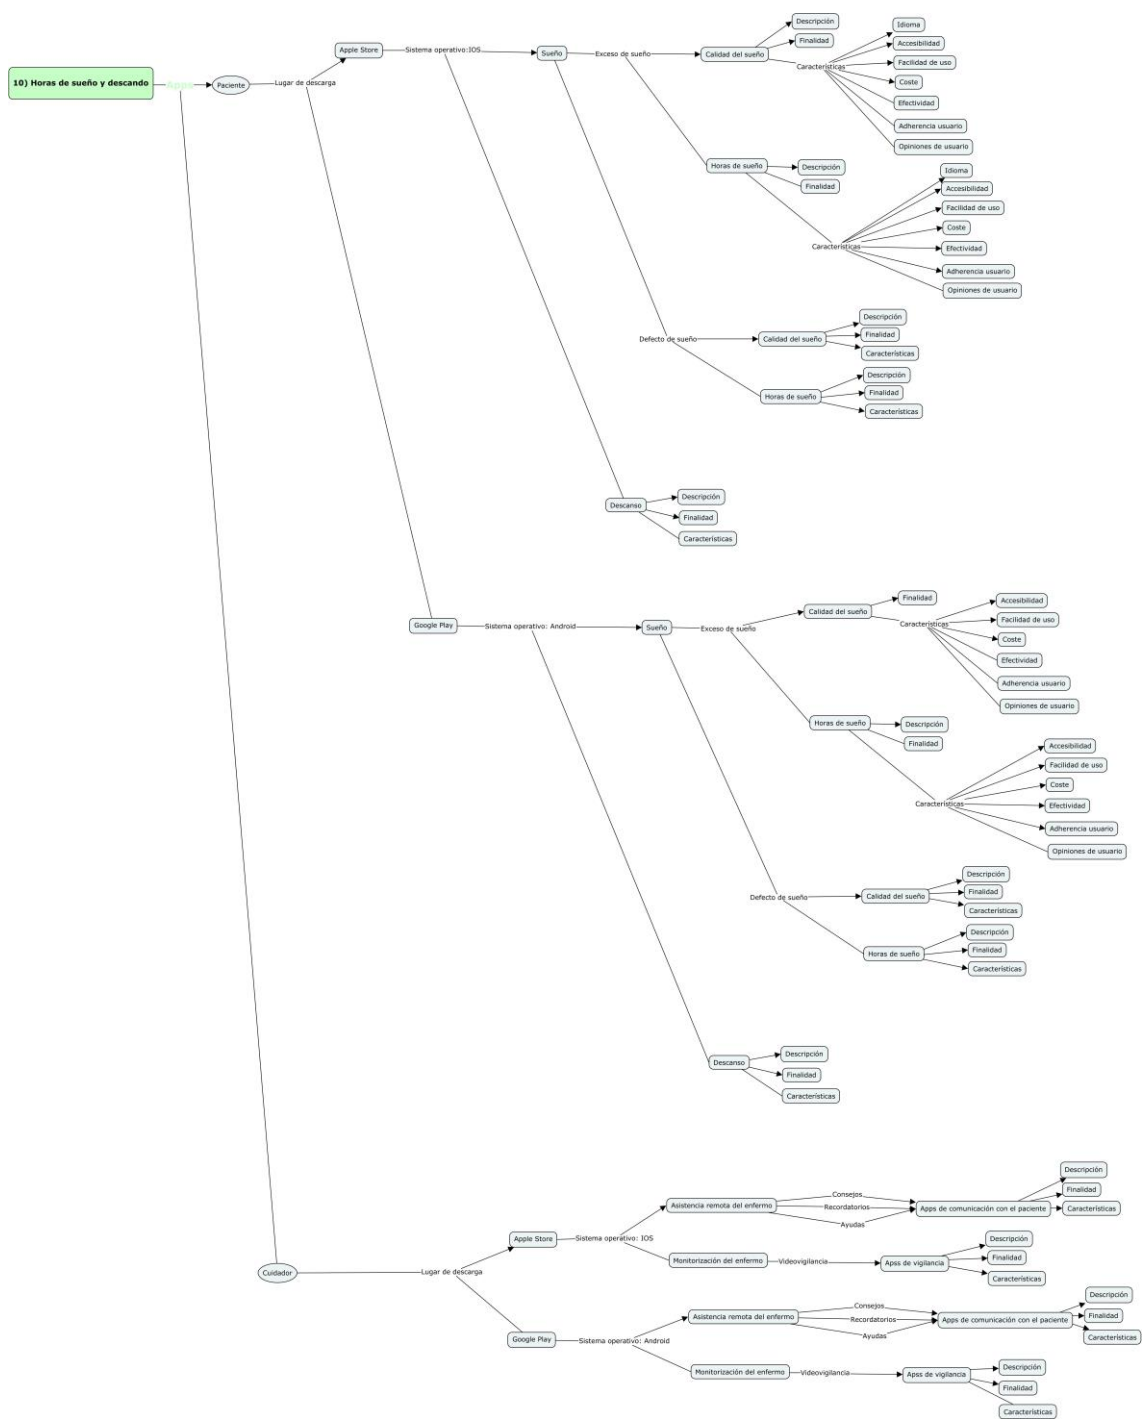 10) Horas de sueño y descando
Apps
Paciente
Lugar de descarga
Apple Store
Sistema operativo:IOS
Sueño
Exceso de sueño
Calidad del sueño
Descripción
Finalidad
Características
Idioma
Accesibilidad
Facilidad de uso
Coste
Efectividad
Adherencia usuario
Opiniones de usuario
Horas de sueño
Descripción
Finalidad
Características
Idioma
Accesibilidad
Facilidad de uso
Coste
Efectividad
Adherencia usuario
Opiniones de usuario
Defecto de sueño
Calidad del sueño
Descripción
Finalidad
Características
Horas de sueño
Descripción
Finalidad
Características
Descanso
Descripción
Finalidad
Características
Google Play
Sistema operativo: Android
Sueño
Exceso de sueño
Calidad del sueño
Finalidad
Características
Accesibilidad
Facilidad de uso
Coste
Efectividad
Adherencia usuario
Opiniones de usuario
Horas de sueño
Descripción
Finalidad
Características
Accesibilidad
Facilidad de uso
Coste
Efectividad
Adherencia usuario
Opiniones de usuario
Defecto de sueño
Calidad del sueño
Descripción
Finalidad
Características
Horas de sueño
Descripción
Finalidad
Características
Descanso
Descripción
Finalidad
Características
Cuidador
Lugar de descarga
Apple Store
Sistema operativo: IOS
Asistencia remota del enfermo
Consejos
Recordatorios
Ayudas
Apps de comunicación con el paciente
Descripción
Finalidad
Características
Monitorización del enfermo
Videovigilancia
Apss de vigilancia
Descripción
Finalidad
Características
Google Play
Sistema operativo: Android
Asistencia remota del enfermo
Consejos
Recordatorios
Ayudas
Apps de comunicación con el paciente
Descripción
Finalidad
Características
Monitorización del enfermo
Videovigilancia
Apss de vigilancia
Descripción
Finalidad
Características